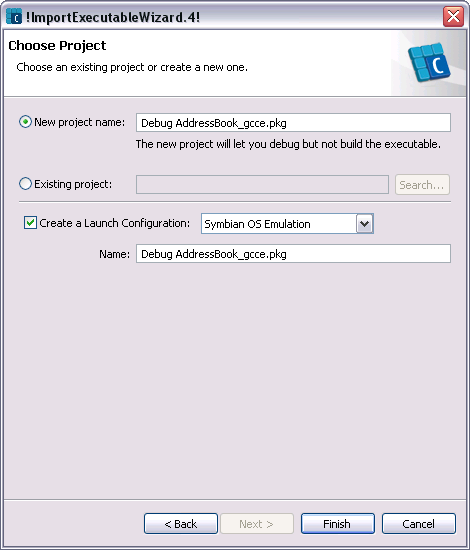 !ImportExecutableWizard.4!
Choose Project
Choose an existing project or create a new one.
C
New project name: Debug AddressBook_gcce.pkg
The new project will let you debug but not build the executable.
Existing project: Search...
Create a Launch Configuration: Symbian OS Emulation
Name: Debug AddressBook_gcce.pkg
< Back Next > Finish Cancel